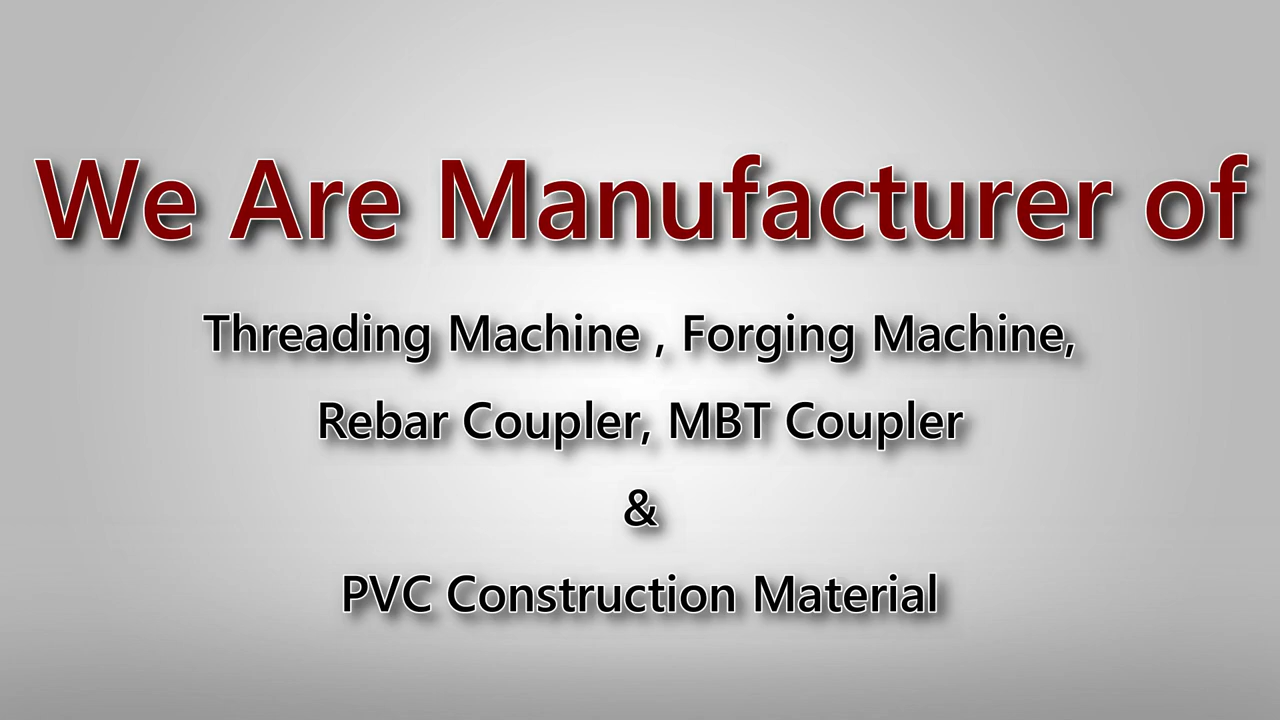 We Are Manufacturer of
Threading Machine , Forging Machine,
Rebar Coupler, MBT Coupler
&
PVC Construction Material